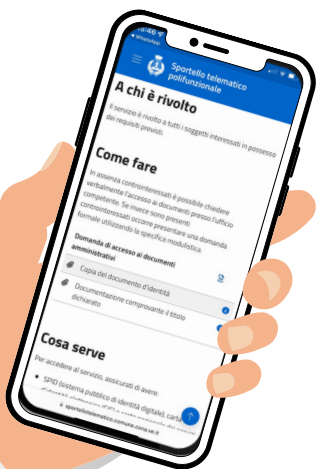 ◀ WhatsApp
Sportello telematico
polifunzionale
A chi è rivolto
Il servizio è rivolto a tutti i soggetti interessati in possesso
dei requisiti previsti.
Come fare
In assenza controinteressati è possibile chiedere
verbalmente l'accesso ai documenti presso l'ufficio
competente. Se invece sono presenti
controinteressati occorre presentare una domanda
formale utilizzando la specifica modulistica.
Domanda di accesso ai documenti
amministrativi
Copia del documento d'identità
Documentazione comprovante il titolo
dichiarato
Cosa serve
Per accedere al servizio, assicurati di avere:
• SPID (sistema pubblico di identità digitale), carta